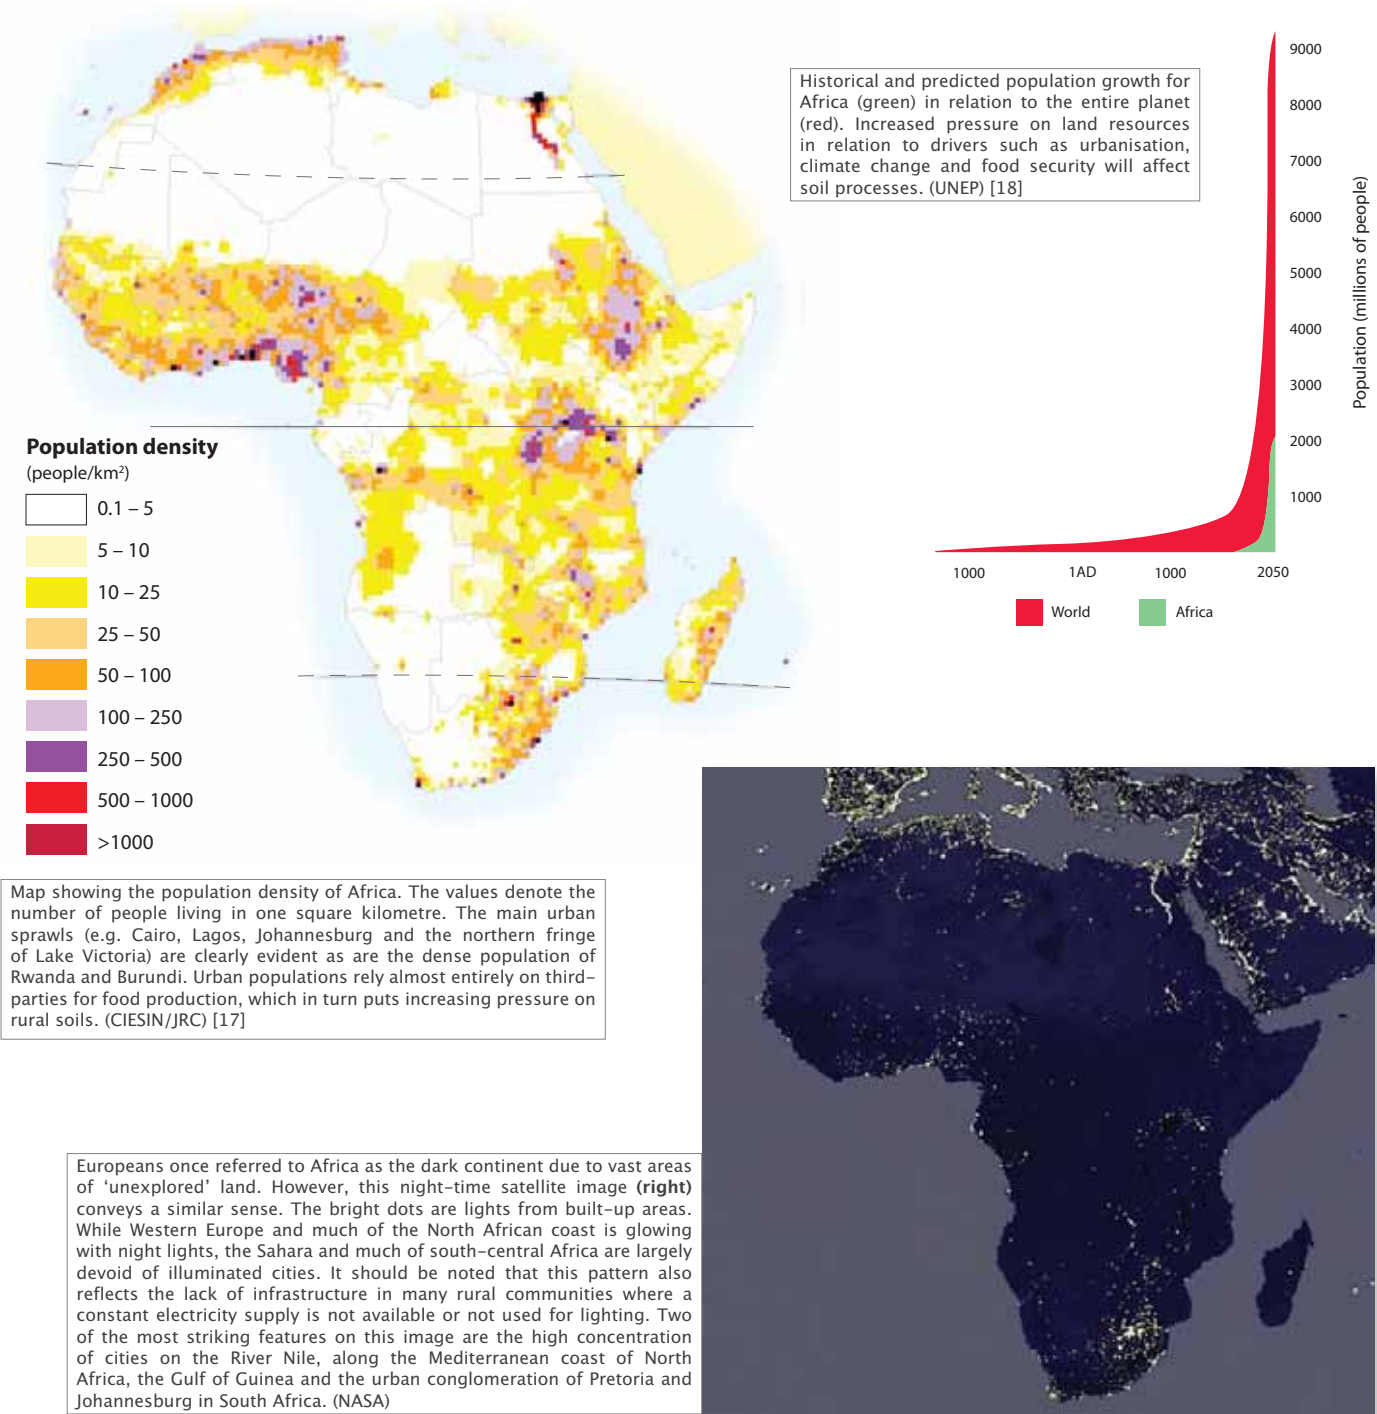 Historical and predicted population growth for
Africa (green) in relation to the entire planet
(red). Increased pressure on land resources
in relation to drivers such as urbanisation,
climate change and food security will affect
soil processes. (UNEP) [18]
9000
8000
7000
6000
5000
4000
3000
2000
1000
Population (millions of people)
1000
1AD
1000
2050
World
Africa
Population density
(people/km²)
0.1 – 5
5 – 10
10 – 25
25 – 50
50 – 100
100 – 250
250 – 500
500 – 1000
>1000
Map showing the population density of Africa. The values denote the
number of people living in one square kilometre. The main urban
sprawls (e.g. Cairo, Lagos, Johannesburg and the northern fringe
of Lake Victoria) are clearly evident as are the dense population of
Rwanda and Burundi. Urban populations rely almost entirely on third-
parties for food production, which in turn puts increasing pressure on
rural soils. (CIESIN/JRC) [17]
Europeans once referred to Africa as the dark continent due to vast areas
of ‘unexplored’ land. However, this night-time satellite image (right)
conveys a similar sense. The bright dots are lights from built-up areas.
While Western Europe and much of the North African coast is glowing
with night lights, the Sahara and much of south-central Africa are largely
devoid of illuminated cities. It should be noted that this pattern also
reflects the lack of infrastructure in many rural communities where a
constant electricity supply is not available or not used for lighting. Two
of the most striking features on this image are the high concentration
of cities on the River Nile, along the Mediterranean coast of North
Africa, the Gulf of Guinea and the urban conglomeration of Pretoria and
Johannesburg in South Africa. (NASA)